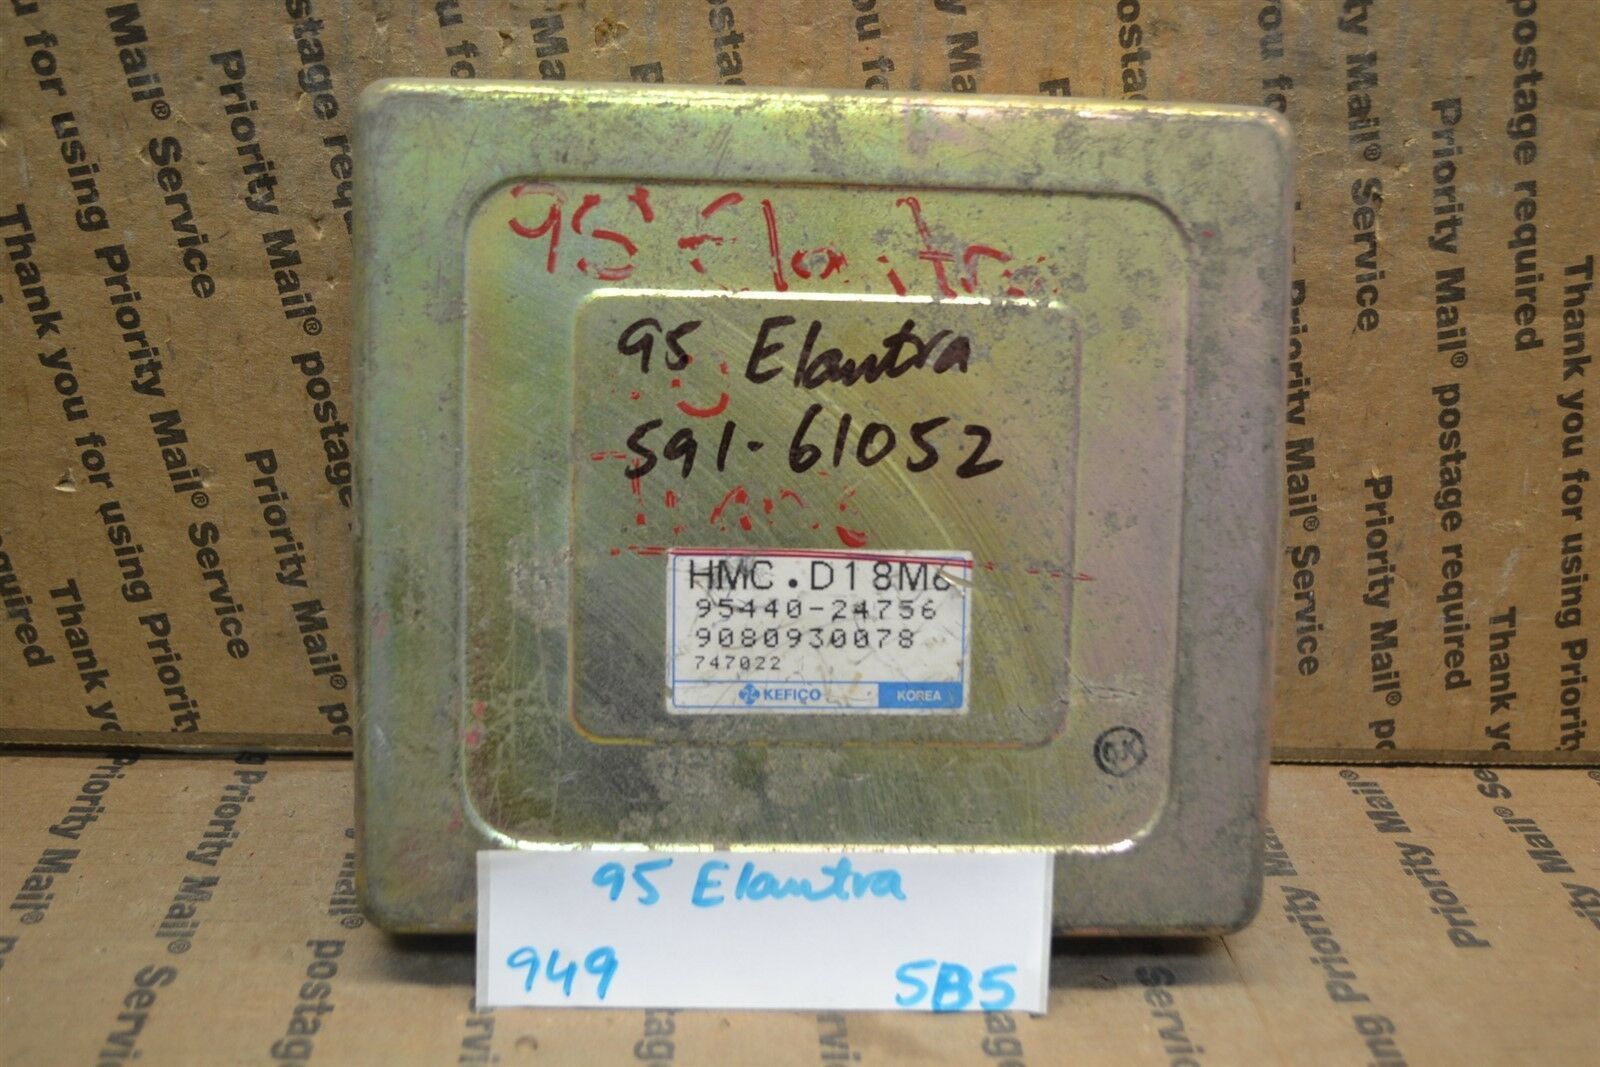 95 Elantra
95 Elantra
591-61052
Trans
HMC.D18M6
95440-24756
9080930078
747022
KEFICO KOREA
95 Elantra
949 5B5
Thank you for using Priority Mail® Service
Priority Mail® postage required